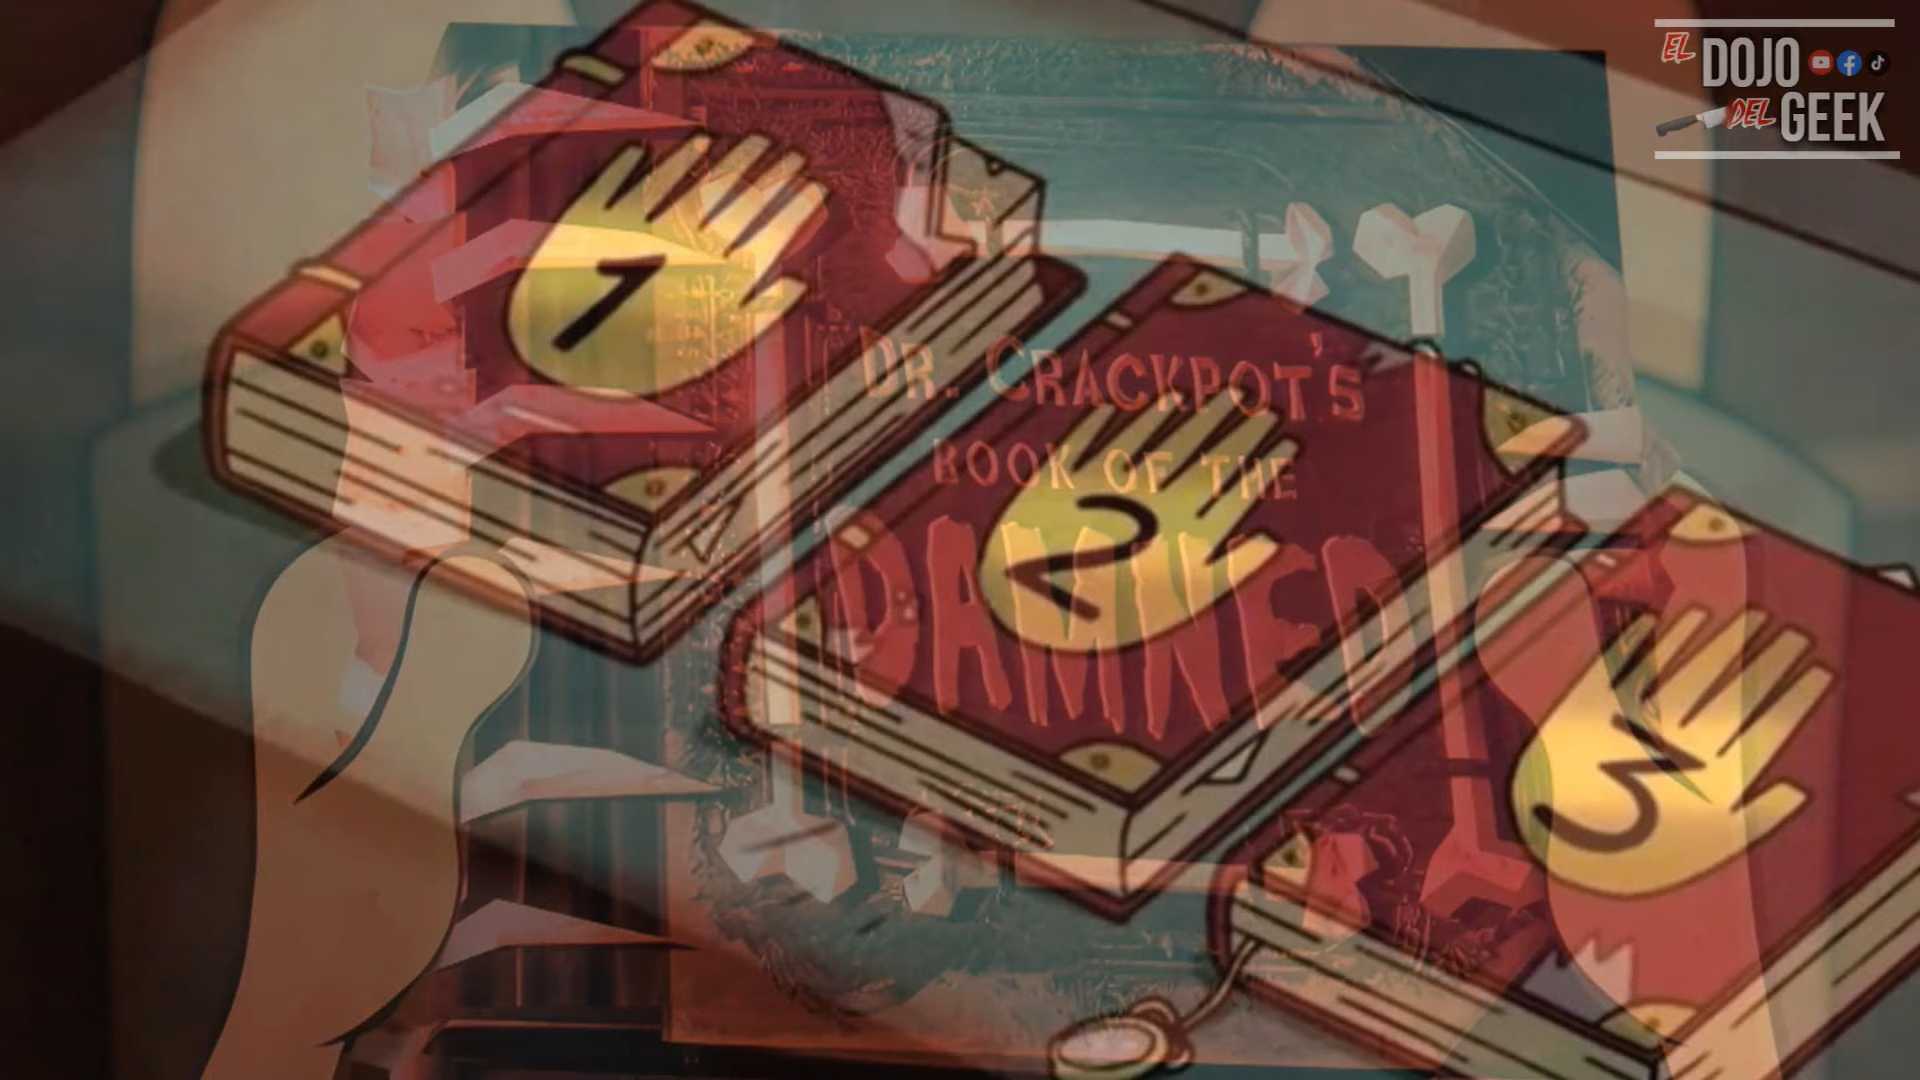 EL
DOJO
DEL GEEK
1
DR. CRACKPOT'S
BOOK OF THE
2
DAMNED
3